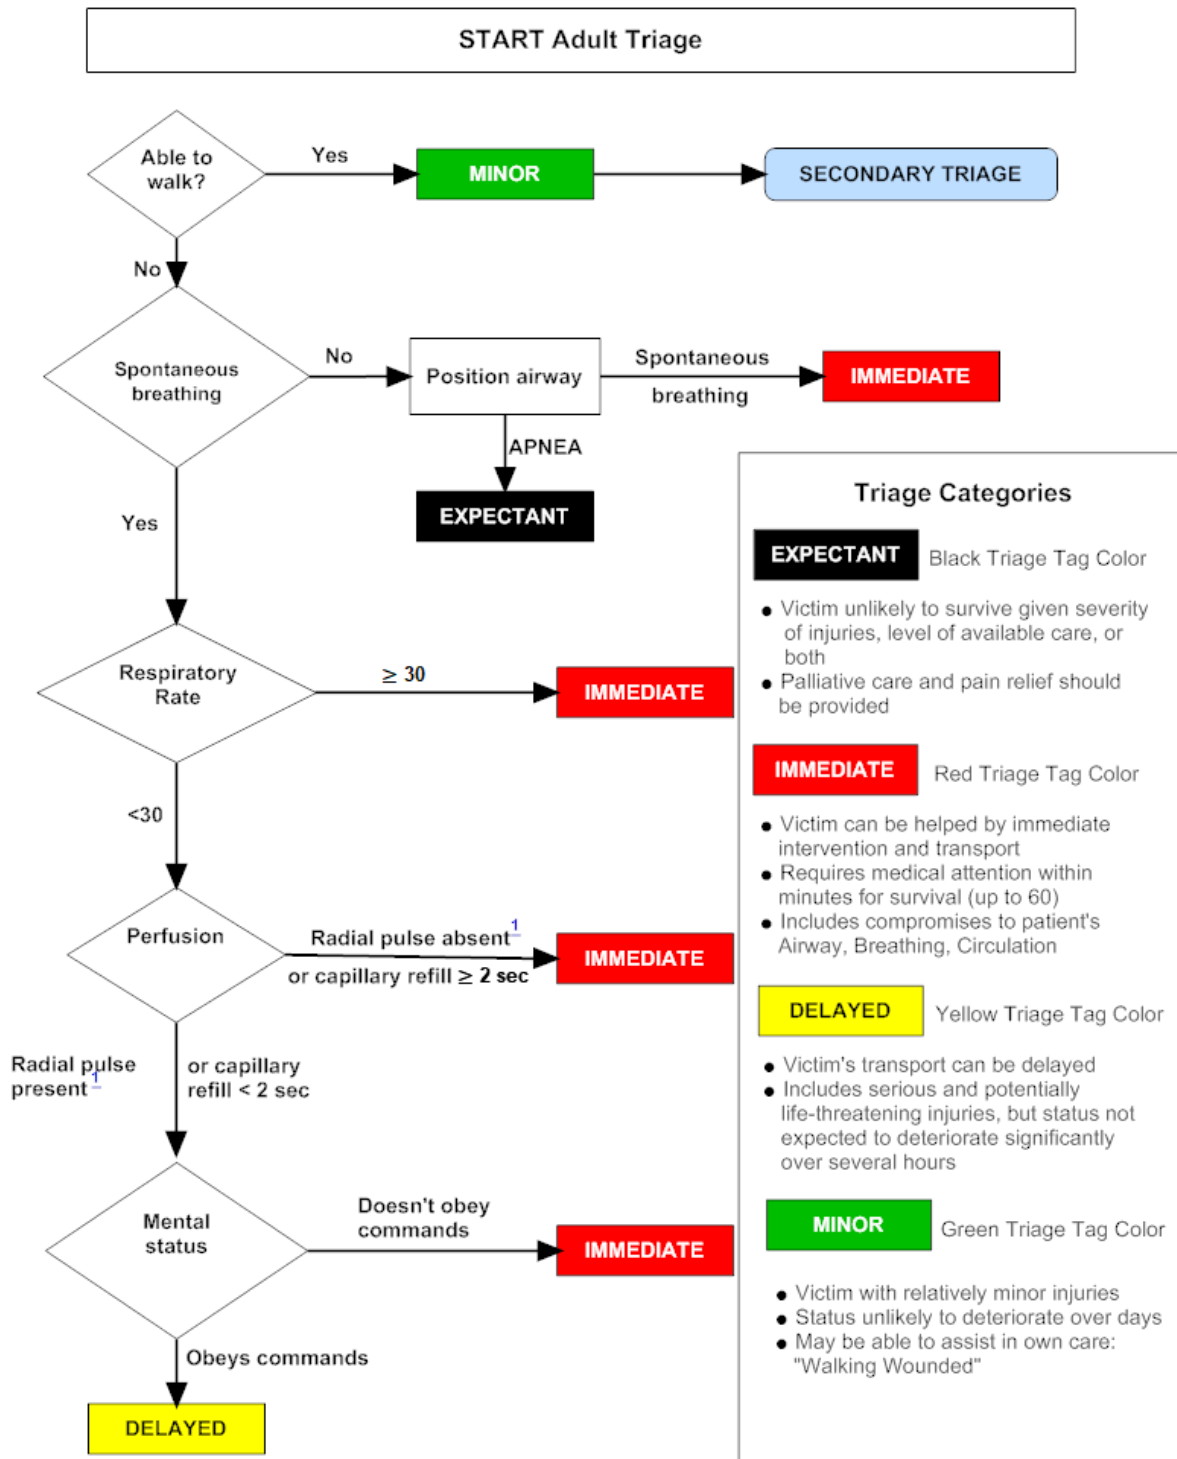 START Adult Triage
Able to
walk?
Yes
MINOR
SECONDARY TRIAGE
No
Spontaneous
breathing
No
Position airway
Spontaneous
breathing
IMMEDIATE
APNEA
EXPECTANT
Yes
Respiratory
Rate
≥ 30
IMMEDIATE
<30
Perfusion
Radial pulse absent 1
or capillary refill ≥ 2 sec
IMMEDIATE
Radial pulse
present 1
or capillary
refill < 2 sec
Mental
status
Doesn't obey
commands
IMMEDIATE
Obeys commands
DELAYED
Triage Categories
EXPECTANT Black Triage Tag Color
● Victim unlikely to survive given severity
of injuries, level of available care, or
both
● Palliative care and pain relief should
be provided
IMMEDIATE Red Triage Tag Color
● Victim can be helped by immediate
intervention and transport
● Requires medical attention within
minutes for survival (up to 60)
● Includes compromises to patient's
Airway, Breathing, Circulation
DELAYED Yellow Triage Tag Color
● Victim's transport can be delayed
● Includes serious and potentially
life-threatening injuries, but status not
expected to deteriorate significantly
over several hours
MINOR Green Triage Tag Color
● Victim with relatively minor injuries
● Status unlikely to deteriorate over days
● May be able to assist in own care:
"Walking Wounded"